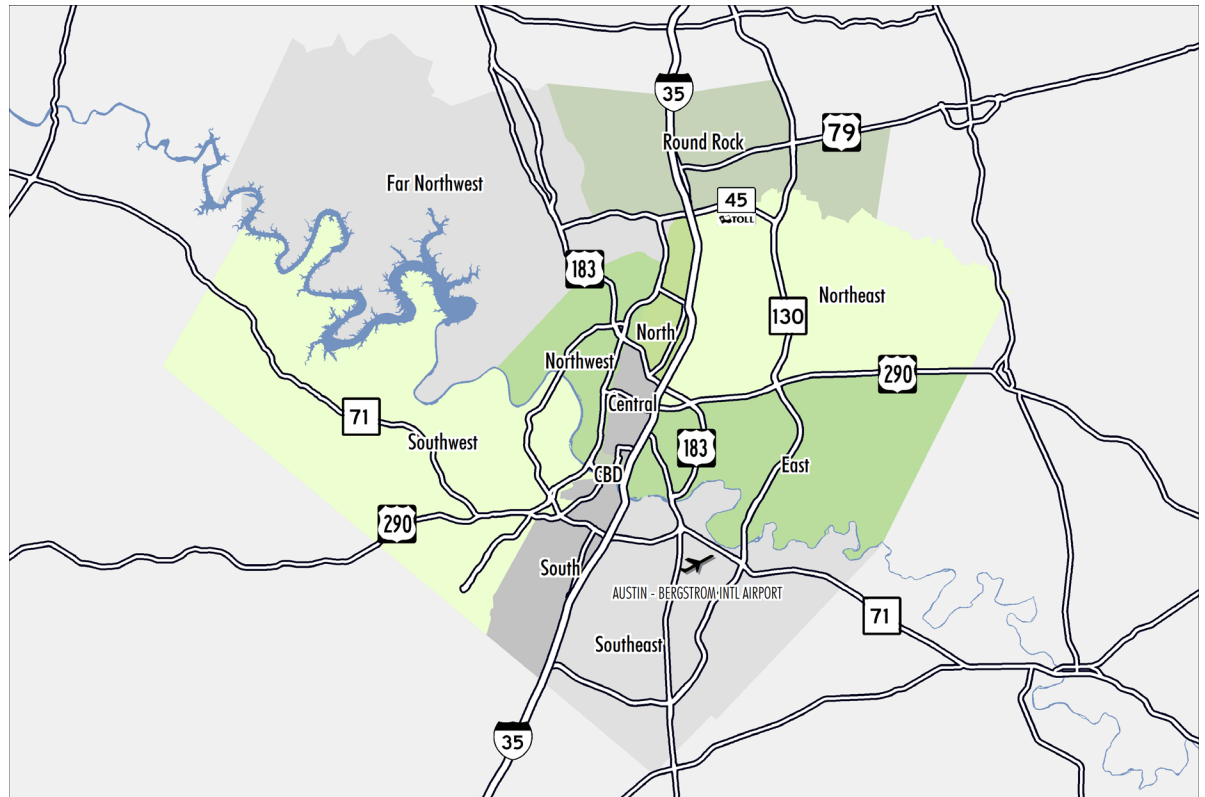 35
Round Rock
79
Far Northwest
45
TOLL
183
Northeast
130
North
Northwest
290
Central
71
Southwest
183
East
CBD
290
South
AUSTIN - BERGSTROM INTL AIRPORT
71
Southeast
35